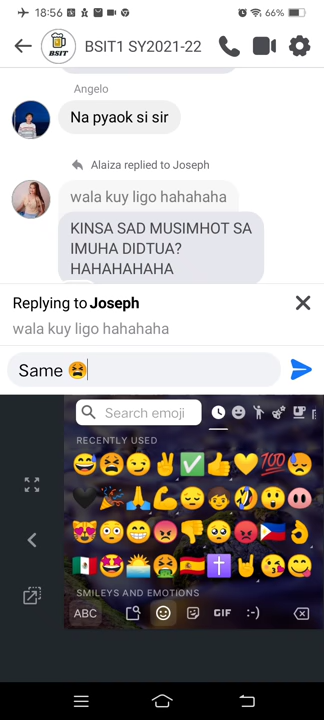 18:56
66%
BSIT
BSIT1 SY2021-22
Angelo
Na pyaok si sir
Alaiza replied to Joseph
wala kuy ligo hahahaha
KINSA SAD MUSIMHOT SA
IMUHA DIDTUA?
HAHAHAHAHA
Replying to Joseph
wala kuy ligo hahahaha
Same 😫
Search emoji
RECENTLY USED
SMILEYS AND EMOTIONS
ABC
GIF
:-)